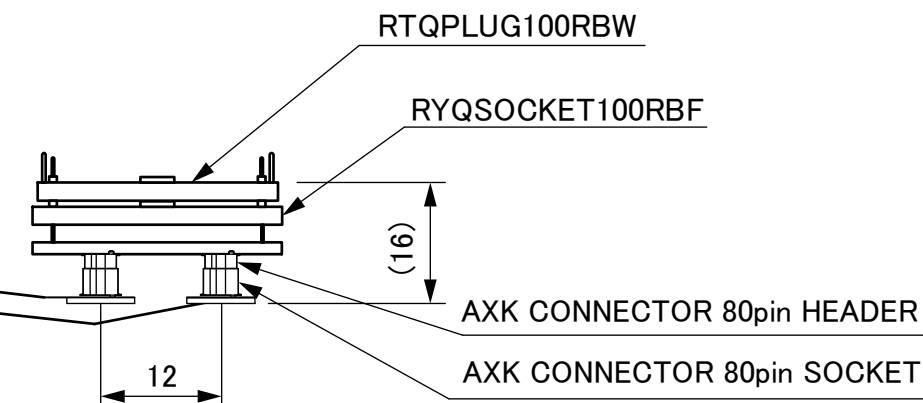 RTQPLUG100RBW
RYQSOCKET100RBF
(16)
AXK CONNECTOR 80pin HEADER
12
AXK CONNECTOR 80pin SOCKET